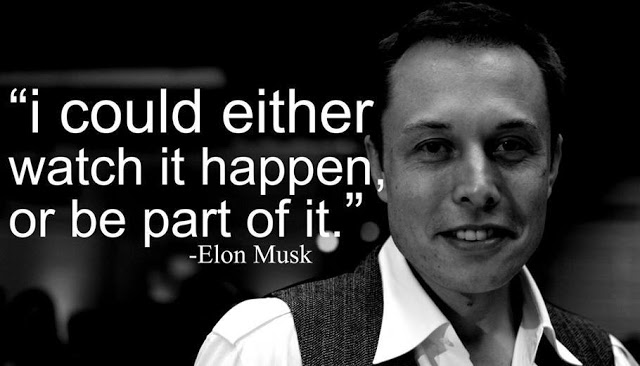 “i could either
watch it happen,
or be part of it.”
-Elon Musk